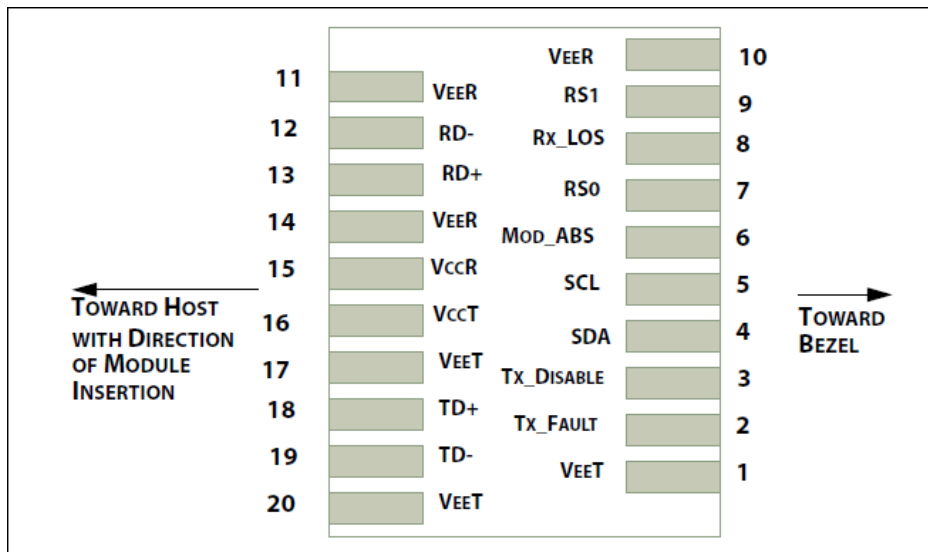 11 VEER
12 RD-
13 RD+
14 VEER
15 VCCR
16 VCCT
17 VEET
18 TD+
19 TD-
20 VEET
VEER 10
RS1 9
RX_LOS 8
RS0 7
MOD_ABS 6
SCL 5
SDA 4
TX_DISABLE 3
TX_FAULT 2
VEET 1
TOWARD HOST
WITH DIRECTION
OF MODULE
INSERTION
TOWARD
BEZEL